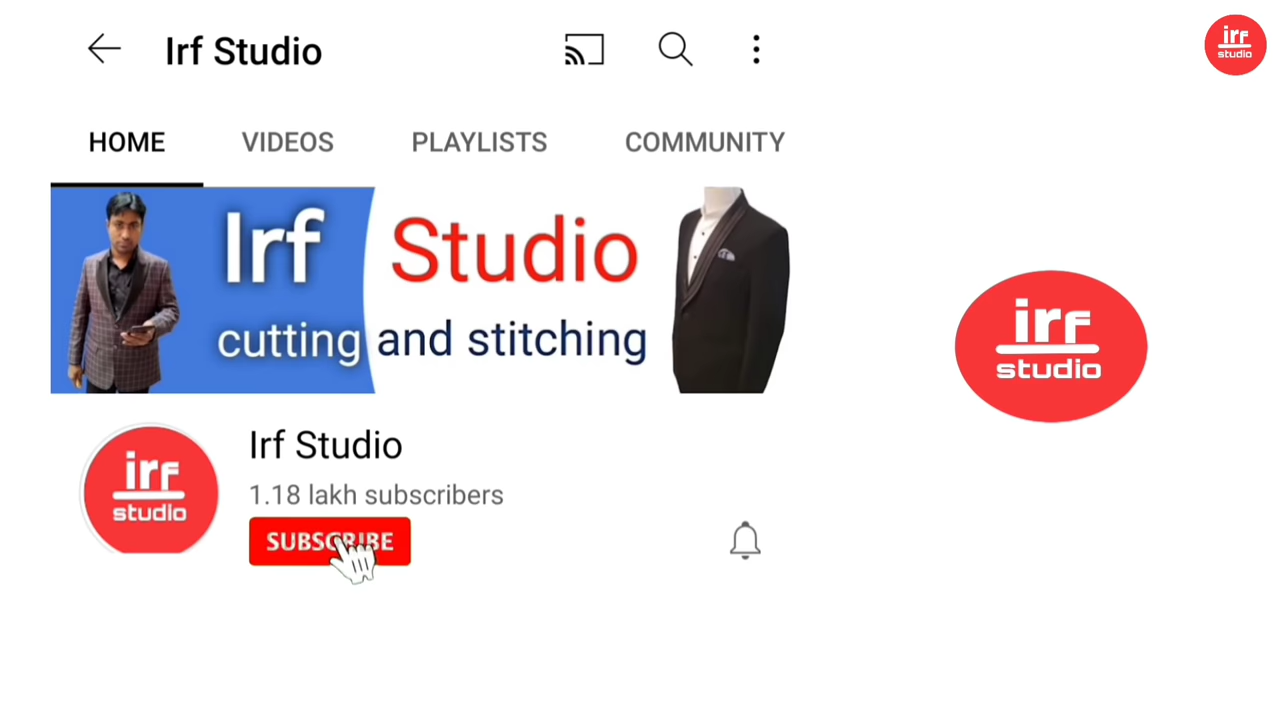 Irf Studio
irf
studio
HOME VIDEOS PLAYLISTS COMMUNITY
Irf Studio
cutting and stitching
irf
studio
Irf Studio
1.18 lakh subscribers
SUBSCRIBE
irf
studio